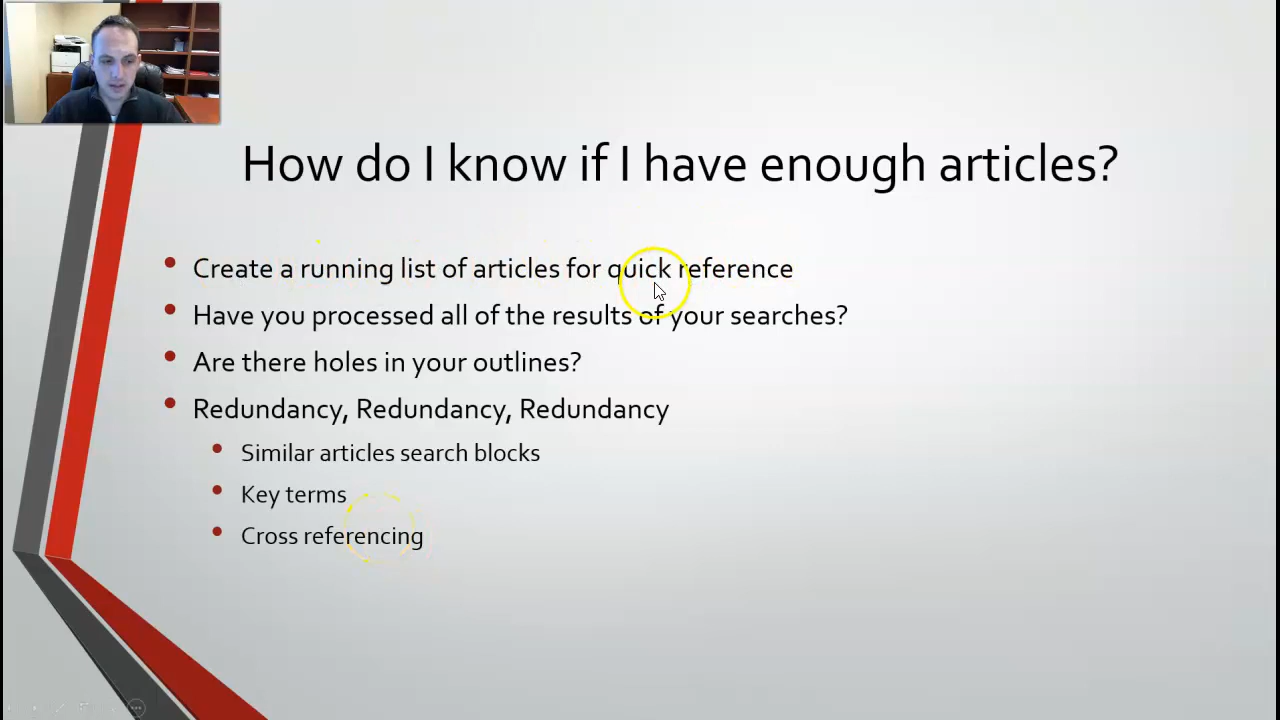 How do I know if I have enough articles?
Create a running list of articles for quick reference
Have you processed all of the results of your searches?
Are there holes in your outlines?
Redundancy, Redundancy, Redundancy
Similar articles search blocks
Key terms
Cross referencing